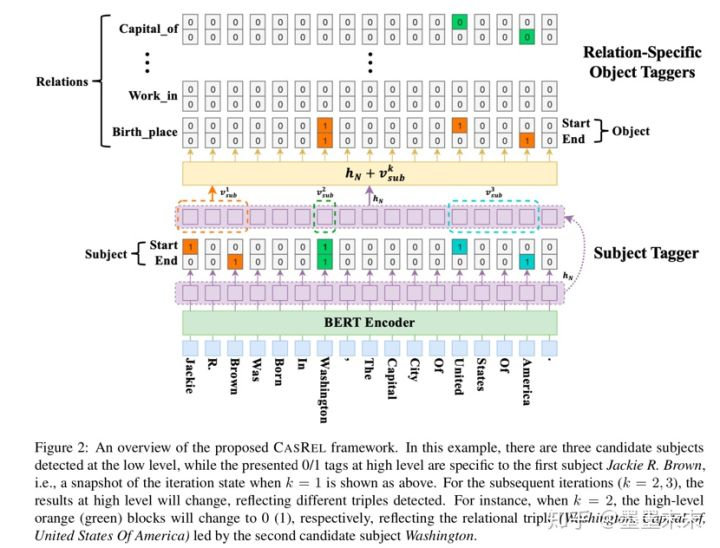 Capital_of
0 0 0 0 0 0 0 0 0 0 0 0 0 0 0 0 0
0 0 0 0 0 0 0 0 0 0 0 0 0 0 0 0 0
Relation-Specific
Object Taggers
Relations
Work_in
0 0 0 0 0 0 0 0 0 0 0 0 0 0 0 0 0
0 0 0 0 0 0 0 0 0 0 0 0 0 0 0 0 0
Birth_place
0 0 0 0 0 0 1 0 0 0 0 0 1 0 0 0 0 Start
0 0 0 0 0 0 1 0 0 0 0 0 0 0 0 1 0 End
Object
h_N + v^k_sub
v^1_sub
v^2_sub
h_N
v^3_sub
Subject
Start 1 0 0 0 0 0 1 0 0 0 0 0 1 0 0 0 0
End 0 0 1 0 0 0 1 0 0 0 0 0 0 0 0 1 0
Subject Tagger
h_N
BERT Encoder
Jackie
R.
Brown
Was
Born
In
Washington
,
The
Capital
City
Of
United
States
Of
America
.
Figure 2: An overview of the proposed CASREL framework. In this example, there are three candidate subjects
detected at the low level, while the presented 0/1 tags at high level are specific to the first subject Jackie R. Brown,
i.e., a snapshot of the iteration state when k = 1 is shown as above. For the subsequent iterations (k = 2, 3), the
results at high level will change, reflecting different triples detected. For instance, when k = 2, the high-level
orange (green) blocks will change to 0 (1), respectively, reflecting the relational triple (Washington, Capital_of,
United States Of America) led by the second candidate subject Washington.
知乎 @墨墨未来